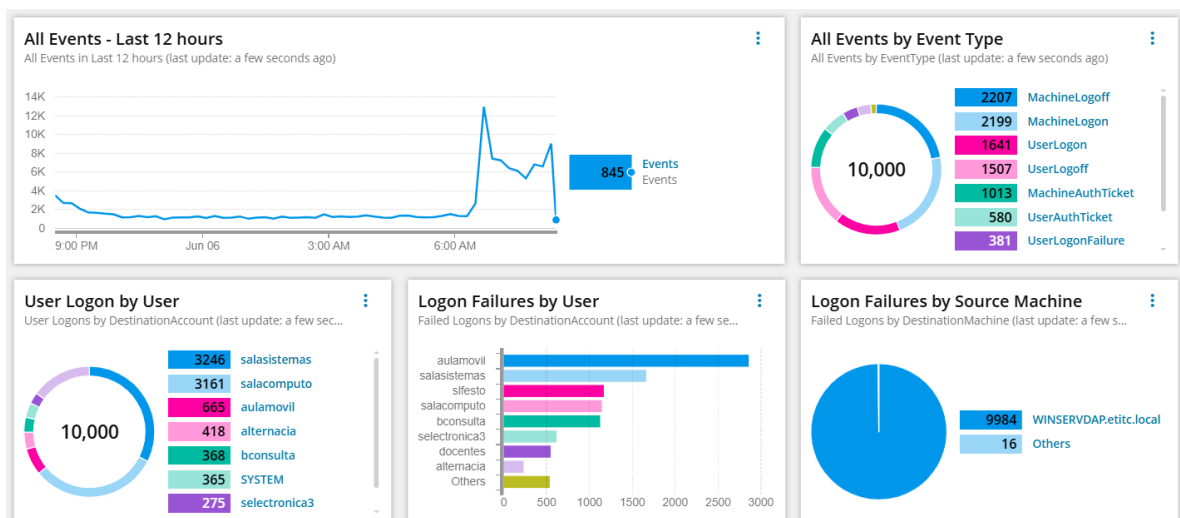 All Events - Last 12 hours
All Events in Last 12 hours (last update: a few seconds ago)
14K
12K
10K
8K
6K
4K
2K
0
9:00 PM
Jun 06
3:00 AM
6:00 AM
845
Events
Events
All Events by Event Type
All Events by EventType (last update: a few seconds ago)
10,000
2207 MachineLogoff
2199 MachineLogon
1641 UserLogon
1507 UserLogoff
1013 MachineAuthTicket
580 UserAuthTicket
381 UserLogonFailure
User Logon by User
User Logons by DestinationAccount (last update: a few sec...
10,000
3246 salasistemas
3161 salacomputo
665 aulamovil
418 alternacia
368 bconsulta
365 SYSTEM
275 selectronica3
Logon Failures by User
Failed Logons by DestinationAccount (last update: a few se...
aulamovil
salasistemas
slfesto
salacomputo
bconsulta
selectronica3
docentes
alternacia
Others
0 500 1000 1500 2000 2500 3000
Logon Failures by Source Machine
Failed Logons by DestinationMachine (last update: a few s...
9984 WINSERVDAP.etitc.local
16 Others